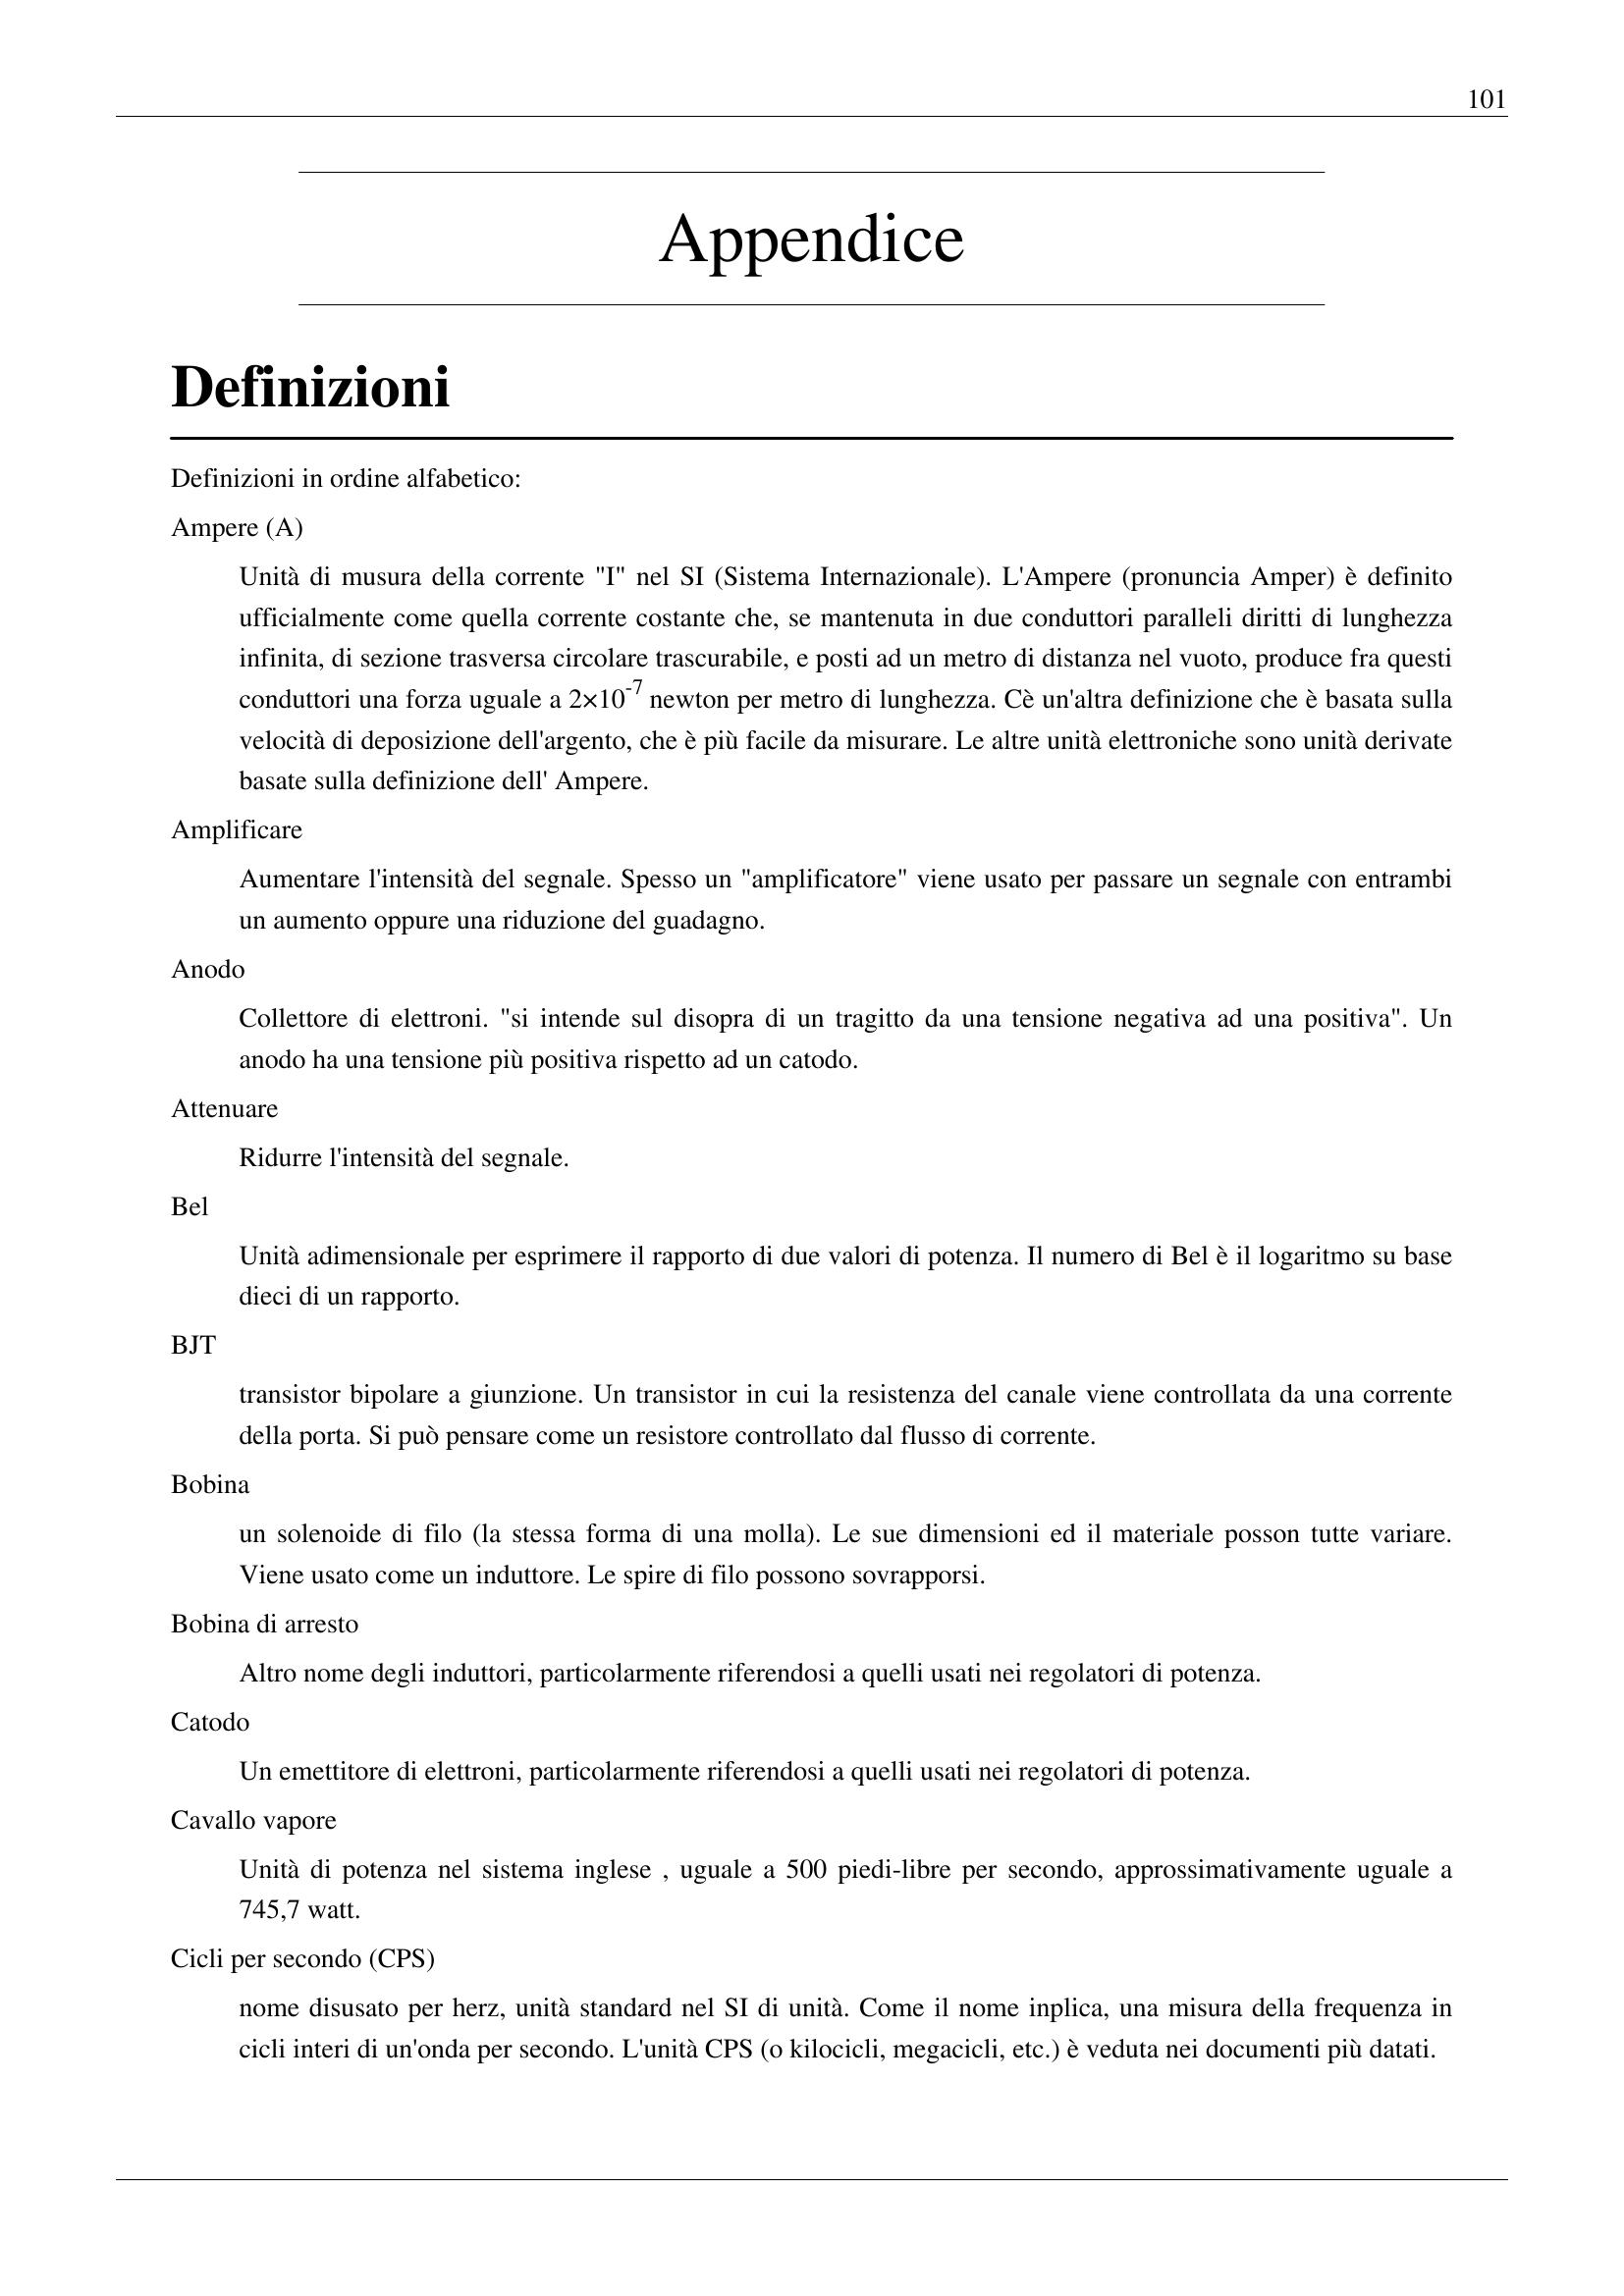 101
Appendice
Definizioni
Definizioni in ordine alfabetico:
Ampere (A)
Unità di musura della corrente "I" nel SI (Sistema Internazionale). L'Ampere (pronuncia Amper) è definito
ufficialmente come quella corrente costante che, se mantenuta in due conduttori paralleli diritti di lunghezza
infinita, di sezione trasversa circolare trascurabile, e posti ad un metro di distanza nel vuoto, produce fra questi
conduttori una forza uguale a 2×10⁻⁷ newton per metro di lunghezza. Cè un'altra definizione che è basata sulla
velocità di deposizione dell'argento, che è più facile da misurare. Le altre unità elettroniche sono unità derivate
basate sulla definizione dell' Ampere.
Amplificare
Aumentare l'intensità del segnale. Spesso un "amplificatore" viene usato per passare un segnale con entrambi
un aumento oppure una riduzione del guadagno.
Anodo
Collettore di elettroni. "si intende sul disopra di un tragitto da una tensione negativa ad una positiva". Un
anodo ha una tensione più positiva rispetto ad un catodo.
Attenuare
Ridurre l'intensità del segnale.
Bel
Unità adimensionale per esprimere il rapporto di due valori di potenza. Il numero di Bel è il logaritmo su base
dieci di un rapporto.
BJT
transistor bipolare a giunzione. Un transistor in cui la resistenza del canale viene controllata da una corrente
della porta. Si può pensare come un resistore controllato dal flusso di corrente.
Bobina
un solenoide di filo (la stessa forma di una molla). Le sue dimensioni ed il materiale posson tutte variare.
Viene usato come un induttore. Le spire di filo possono sovrapporsi.
Bobina di arresto
Altro nome degli induttori, particolarmente riferendosi a quelli usati nei regolatori di potenza.
Catodo
Un emettitore di elettroni, particolarmente riferendosi a quelli usati nei regolatori di potenza.
Cavallo vapore
Unità di potenza nel sistema inglese , uguale a 500 piedi-libre per secondo, approssimativamente uguale a
745,7 watt.
Cicli per secondo (CPS)
nome disusato per herz, unità standard nel SI di unità. Come il nome inplica, una misura della frequenza in
cicli interi di un'onda per secondo. L'unità CPS (o kilocicli, megacicli, etc.) è veduta nei documenti più datati.